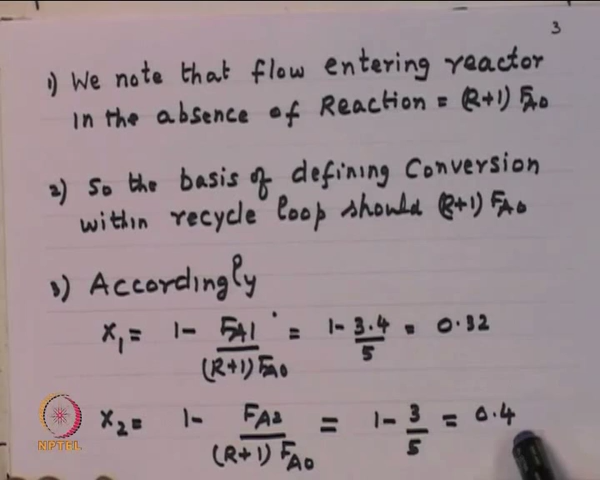 3
1) We note that flow entering reactor
in the absence of Reaction = (R+1) FA0
2) So the basis of defining Conversion
within recycle loop should (R+1) FA0
3) Accordingly
X1 = 1 - FA1 / (R+1) FA0 = 1 - 3.4 / 5 = 0.32
X2 = 1 - FA2 / (R+1) FA0 = 1 - 3 / 5 = 0.4
NPTEL